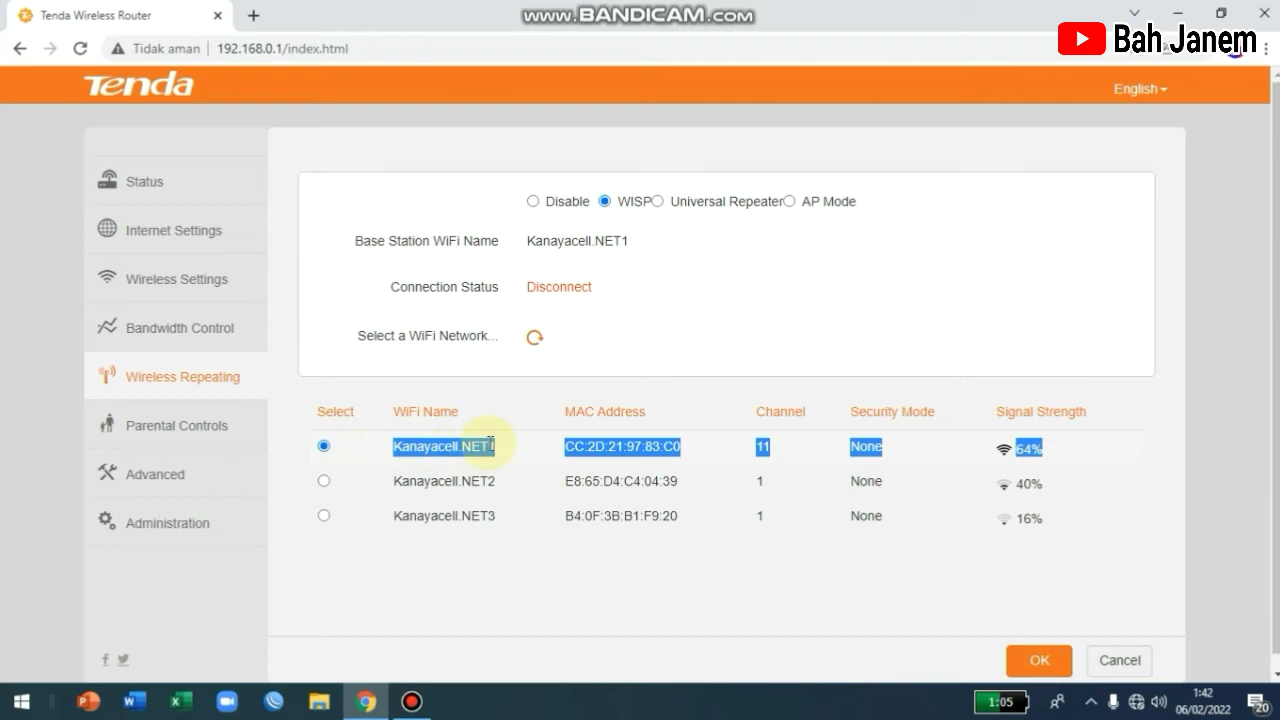 Tenda Wireless Router
www.BANDICAM.com
Tidak aman | 192.168.0.1/index.html
Bah Janem
Tenda
English
Status
Internet Settings
Wireless Settings
Bandwidth Control
Wireless Repeating
Parental Controls
Advanced
Administration
Disable WISP Universal Repeater AP Mode
Base Station WiFi Name Kanayacell.NET1
Connection Status Disconnect
Select a WiFi Network...
Select WiFi Name MAC Address Channel Security Mode Signal Strength
Kanayacell.NET1 CC:2D:21:97:83:C0 11 None 64%
Kanayacell.NET2 E8:65:D4:C4:04:39 1 None 40%
Kanayacell.NET3 B4:0F:3B:B1:F9:20 1 None 16%
OK Cancel
1:05
1:42
06/02/2022
20